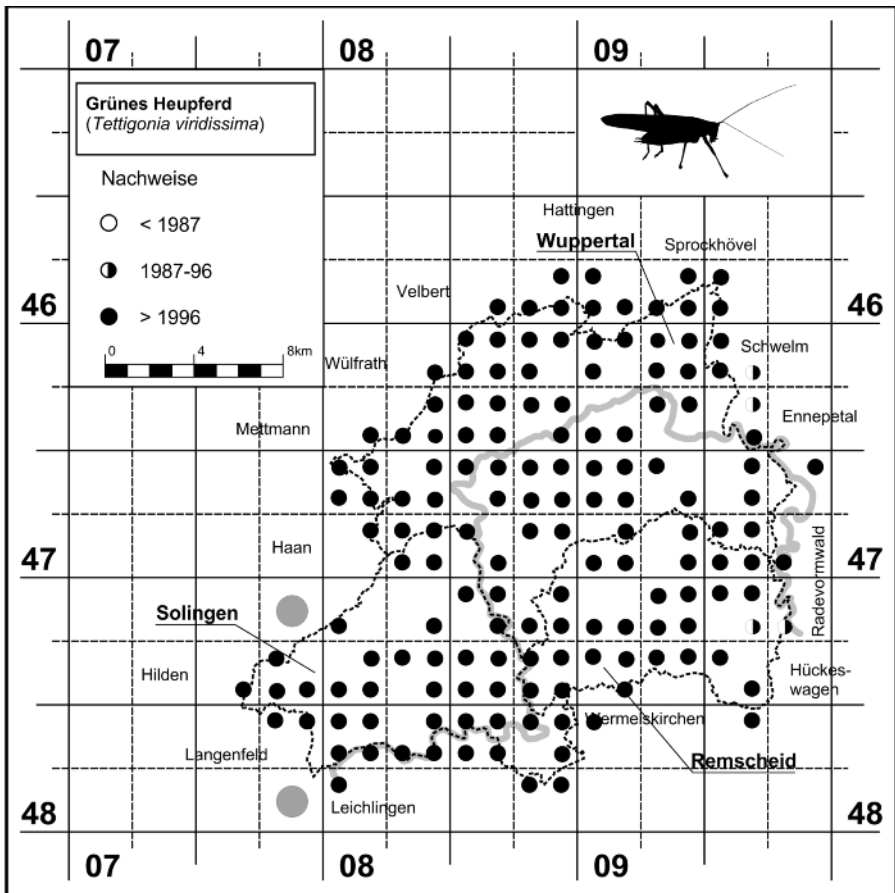 07 08 09
Grünes Heupferd
(Tettigonia viridissima)
Nachweise
< 1987
1987-96
> 1996
0 4 8km
Hattingen
Wuppertal
Sprockhövel
Velbert
46 46
Wülfrath
Schwelm
Mettmann
Ennepetal
Haan
Radevormwald
47 47
Solingen
Hilden
Hückes-
wagen
Wermelskirchen
Langenfeld
Remscheid
Leichlingen
48 48
07 08 09